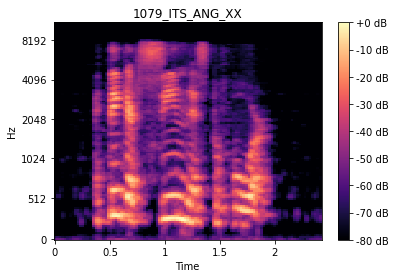 1079_ITS_ANG_XX
8192
4096
2048
1024
512
0
Hz
0
0.5
1
1.5
2
Time
+0 dB
-10 dB
-20 dB
-30 dB
-40 dB
-50 dB
-60 dB
-70 dB
-80 dB